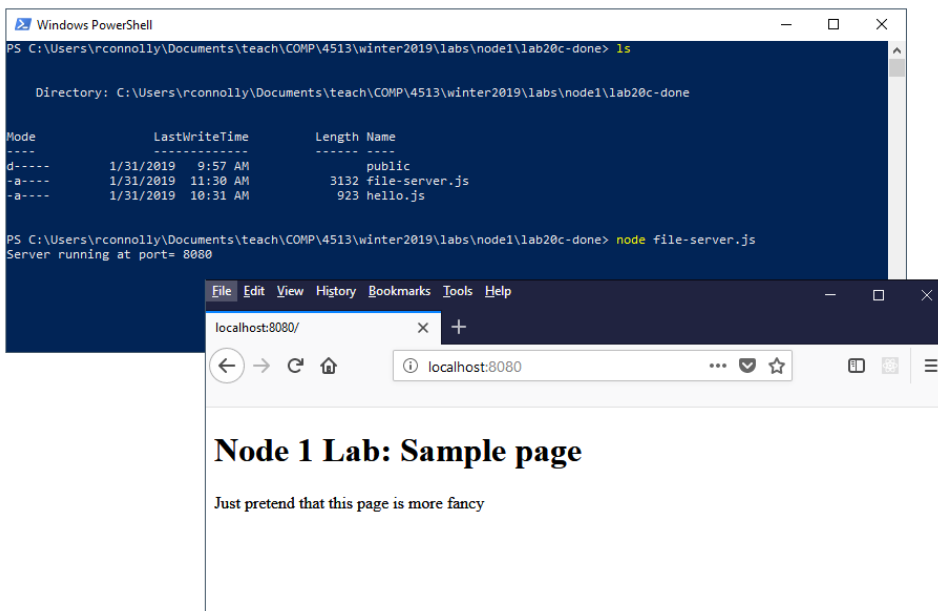 Windows PowerShell
PS C:\Users\rconnolly\Documents\teach\COMP\4513\winter2019\labs\node1\lab20c-done> ls
Directory: C:\Users\rconnolly\Documents\teach\COMP\4513\winter2019\labs\node1\lab20c-done
Mode LastWriteTime Length Name
---- ------------- ------ ----
d----- 1/31/2019 9:57 AM public
-a---- 1/31/2019 11:30 AM 3132 file-server.js
-a---- 1/31/2019 10:31 AM 923 hello.js
PS C:\Users\rconnolly\Documents\teach\COMP\4513\winter2019\labs\node1\lab20c-done> node file-server.js
Server running at port= 8080
File Edit View History Bookmarks Tools Help
localhost:8080/
localhost:8080
Node 1 Lab: Sample page
Just pretend that this page is more fancy